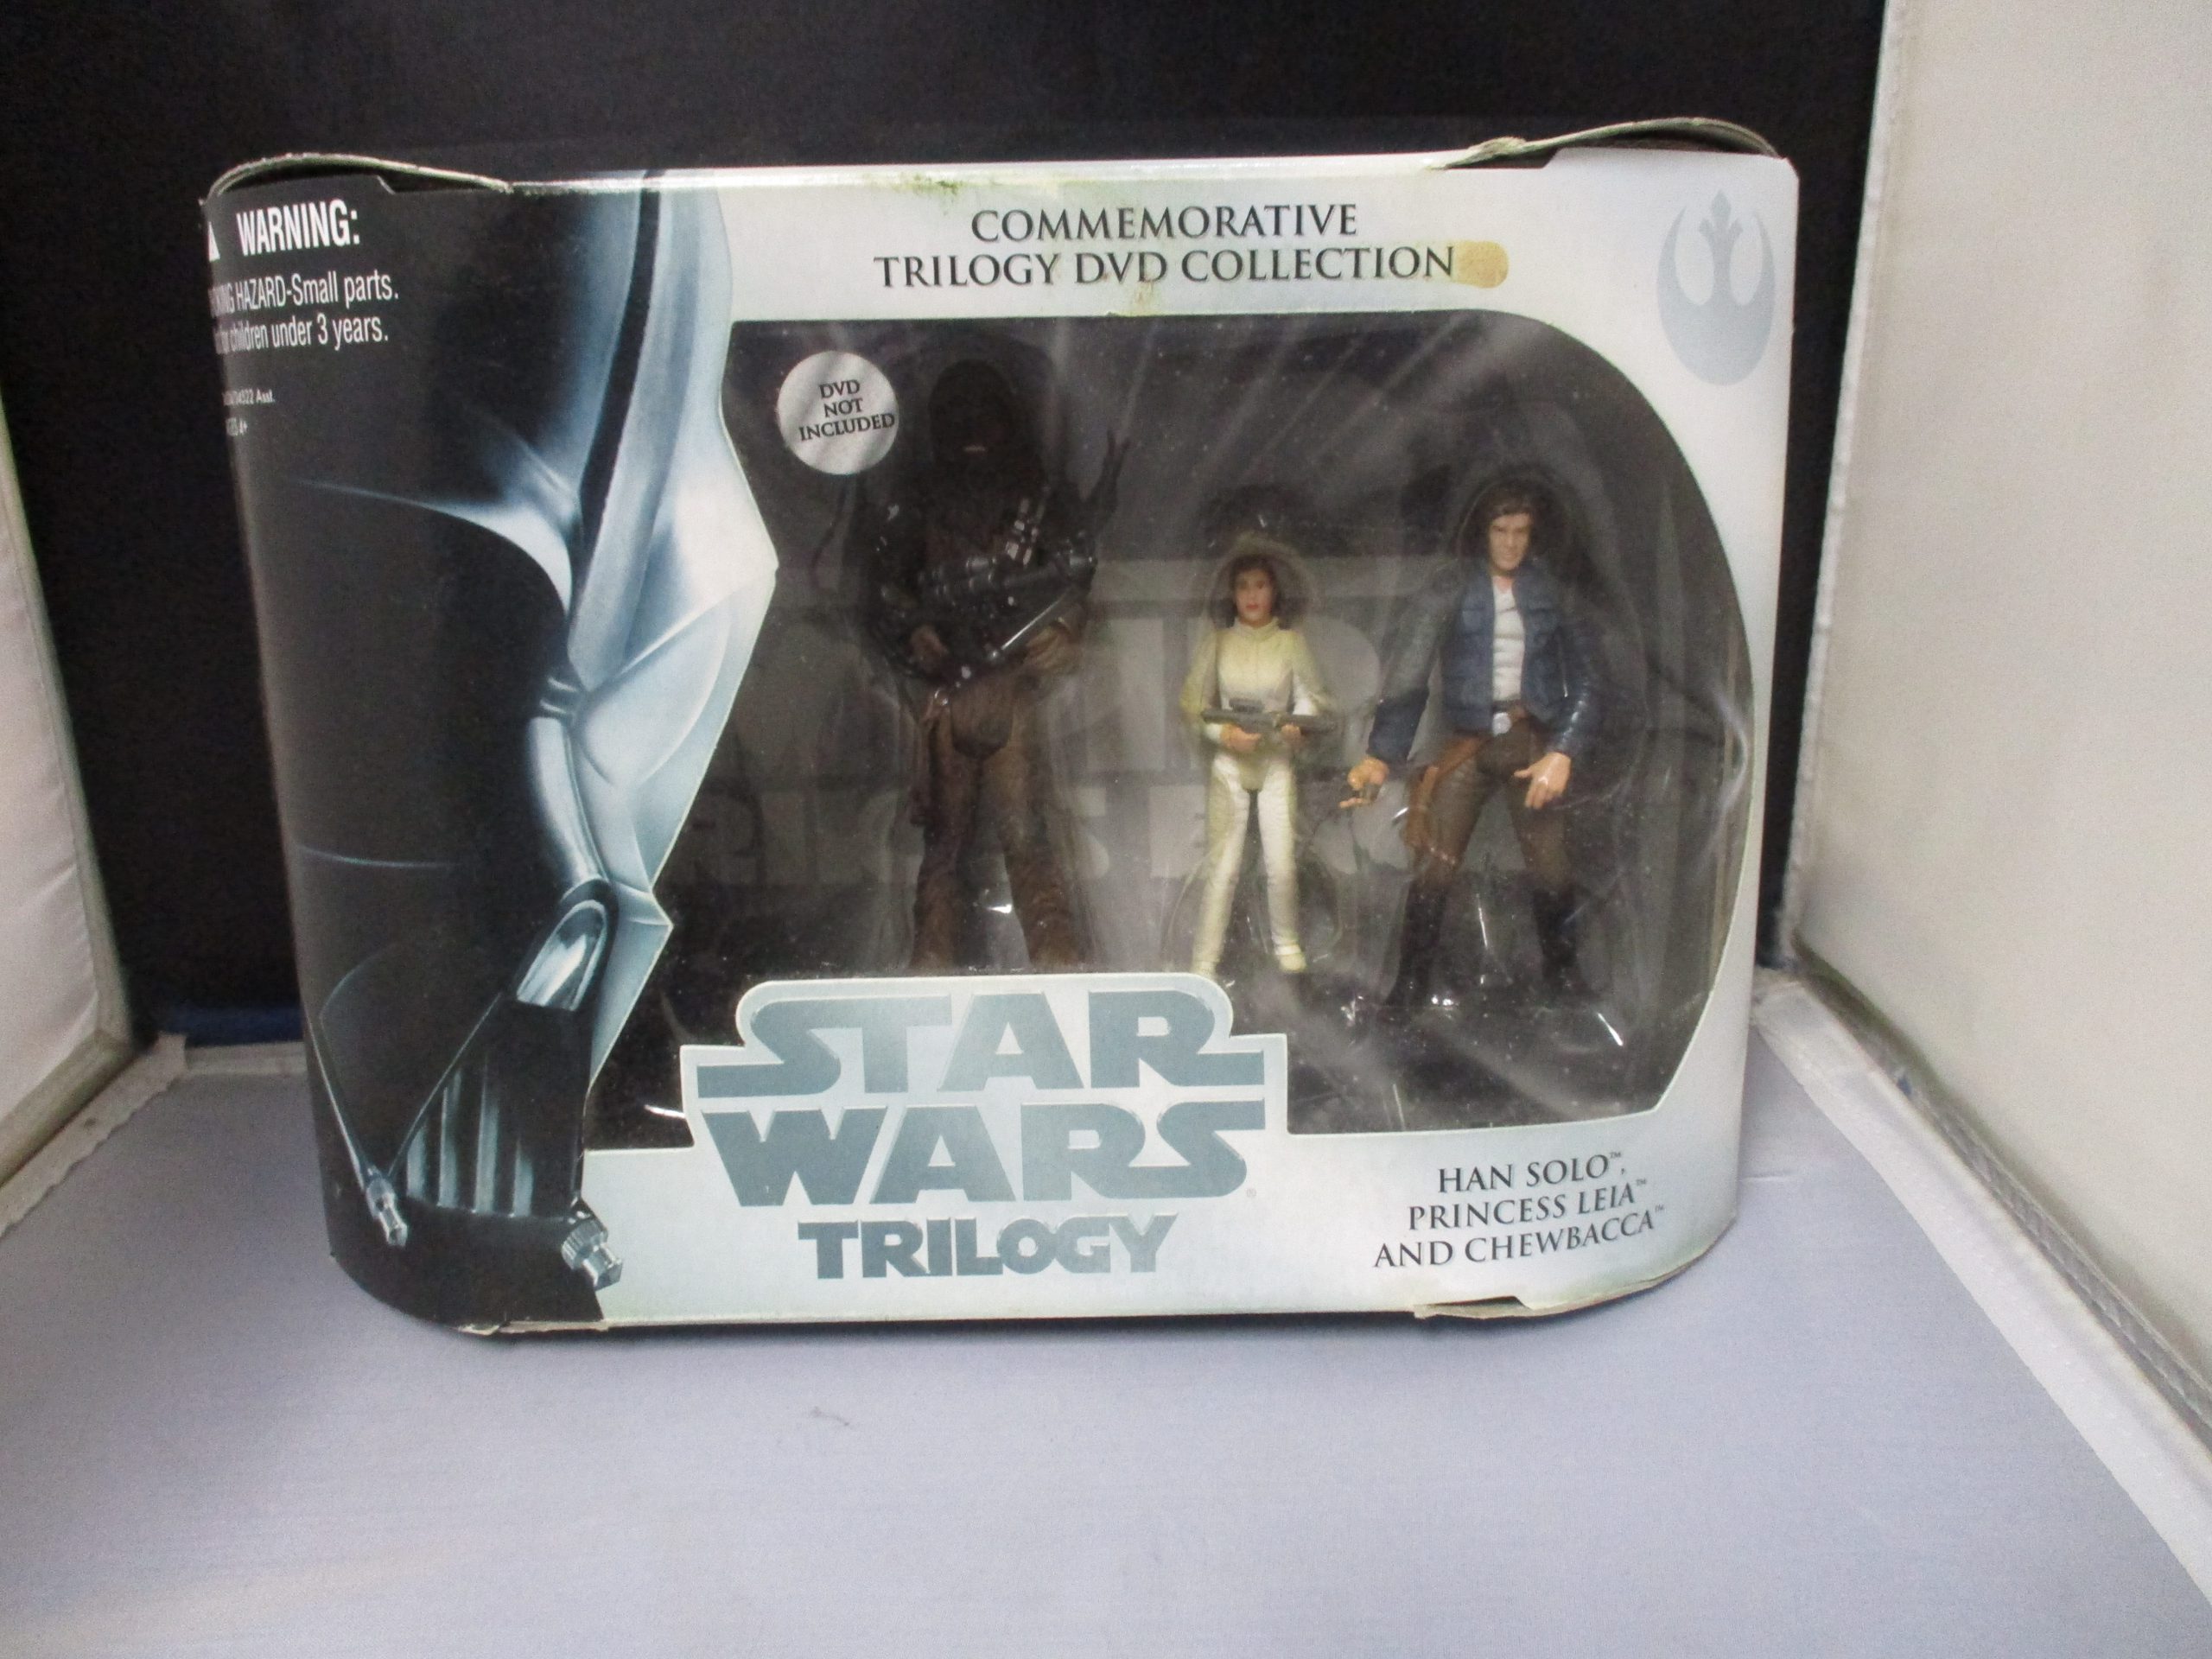 WARNING:
HAZARD-Small parts.
children under 3 years.
COMMEMORATIVE
TRILOGY DVD COLLECTION
DVD
NOT
INCLUDED
STAR
WARS
TRILOGY
HAN SOLO™,
PRINCESS LEIA™
AND CHEWBACCA™